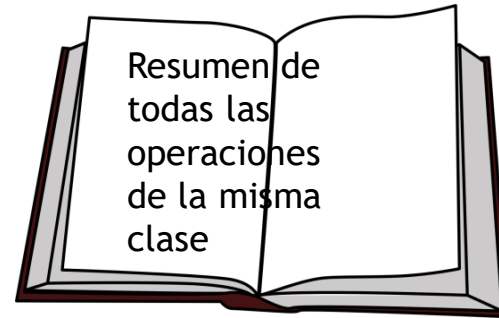 Resumen de
todas las
operaciones
de la misma
clase